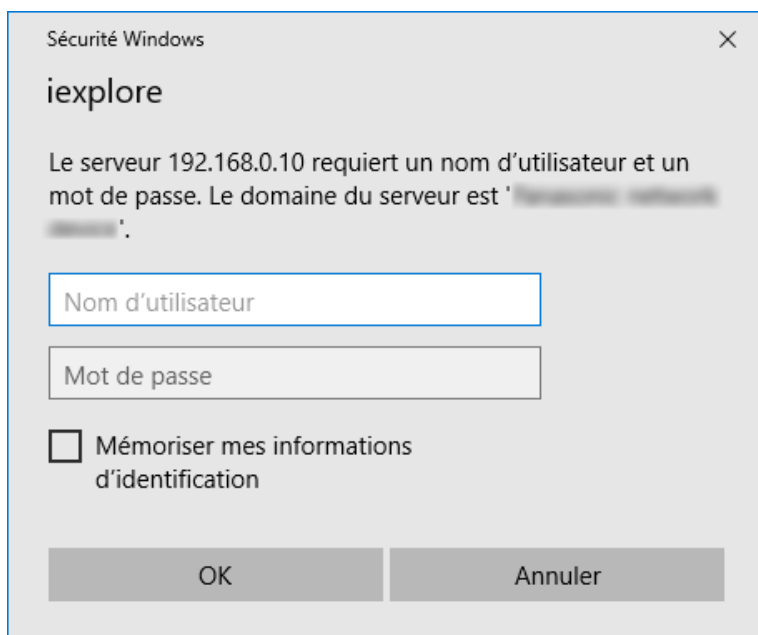 Sécurité Windows
iexplore
Le serveur 192.168.0.10 requiert un nom d’utilisateur et un
mot de passe. Le domaine du serveur est '
'.
Nom d’utilisateur
Mot de passe
Mémoriser mes informations
d’identification
OK
Annuler